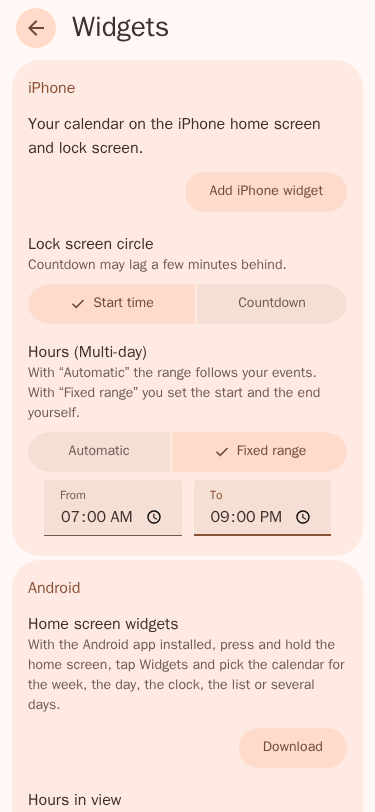 Widgets
iPhone
Your calendar on the iPhone home screen
and lock screen.
Add iPhone widget
Lock screen circle
Countdown may lag a few minutes behind.
Start time
Countdown
Hours (Multi-day)
With “Automatic” the range follows your events.
With “Fixed range” you set the start and the end
yourself.
Automatic
Fixed range
From
07:00 AM
To
09:00 PM
Android
Home screen widgets
With the Android app installed, press and hold the
home screen, tap Widgets and pick the calendar for
the week, the day, the clock, the list or several
days.
Download
Hours in view